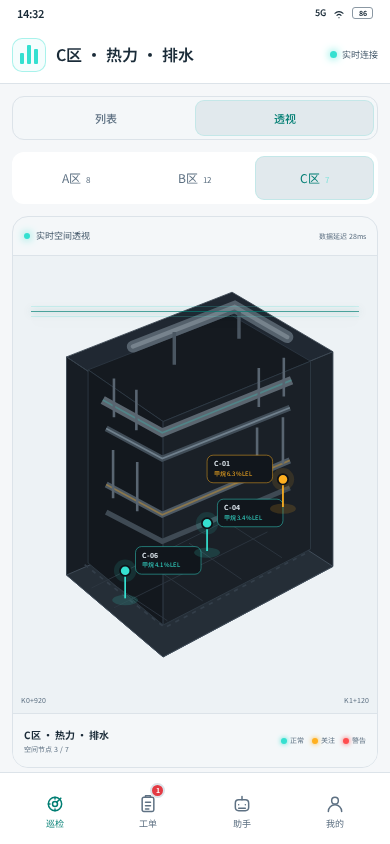 14:32
5G
86
C区 · 热力 · 排水
实时连接
列表
透视
A区 8
B区 12
C区 7
实时空间透视
数据延迟 28ms
C-01
甲烷6.3%LEL
C-04
甲烷3.4%LEL
C-06
甲烷4.1%LEL
K0+920
K1+120
C区 · 热力 · 排水
空间节点 3 / 7
正常
关注
警告
1
巡检
工单
助手
我的